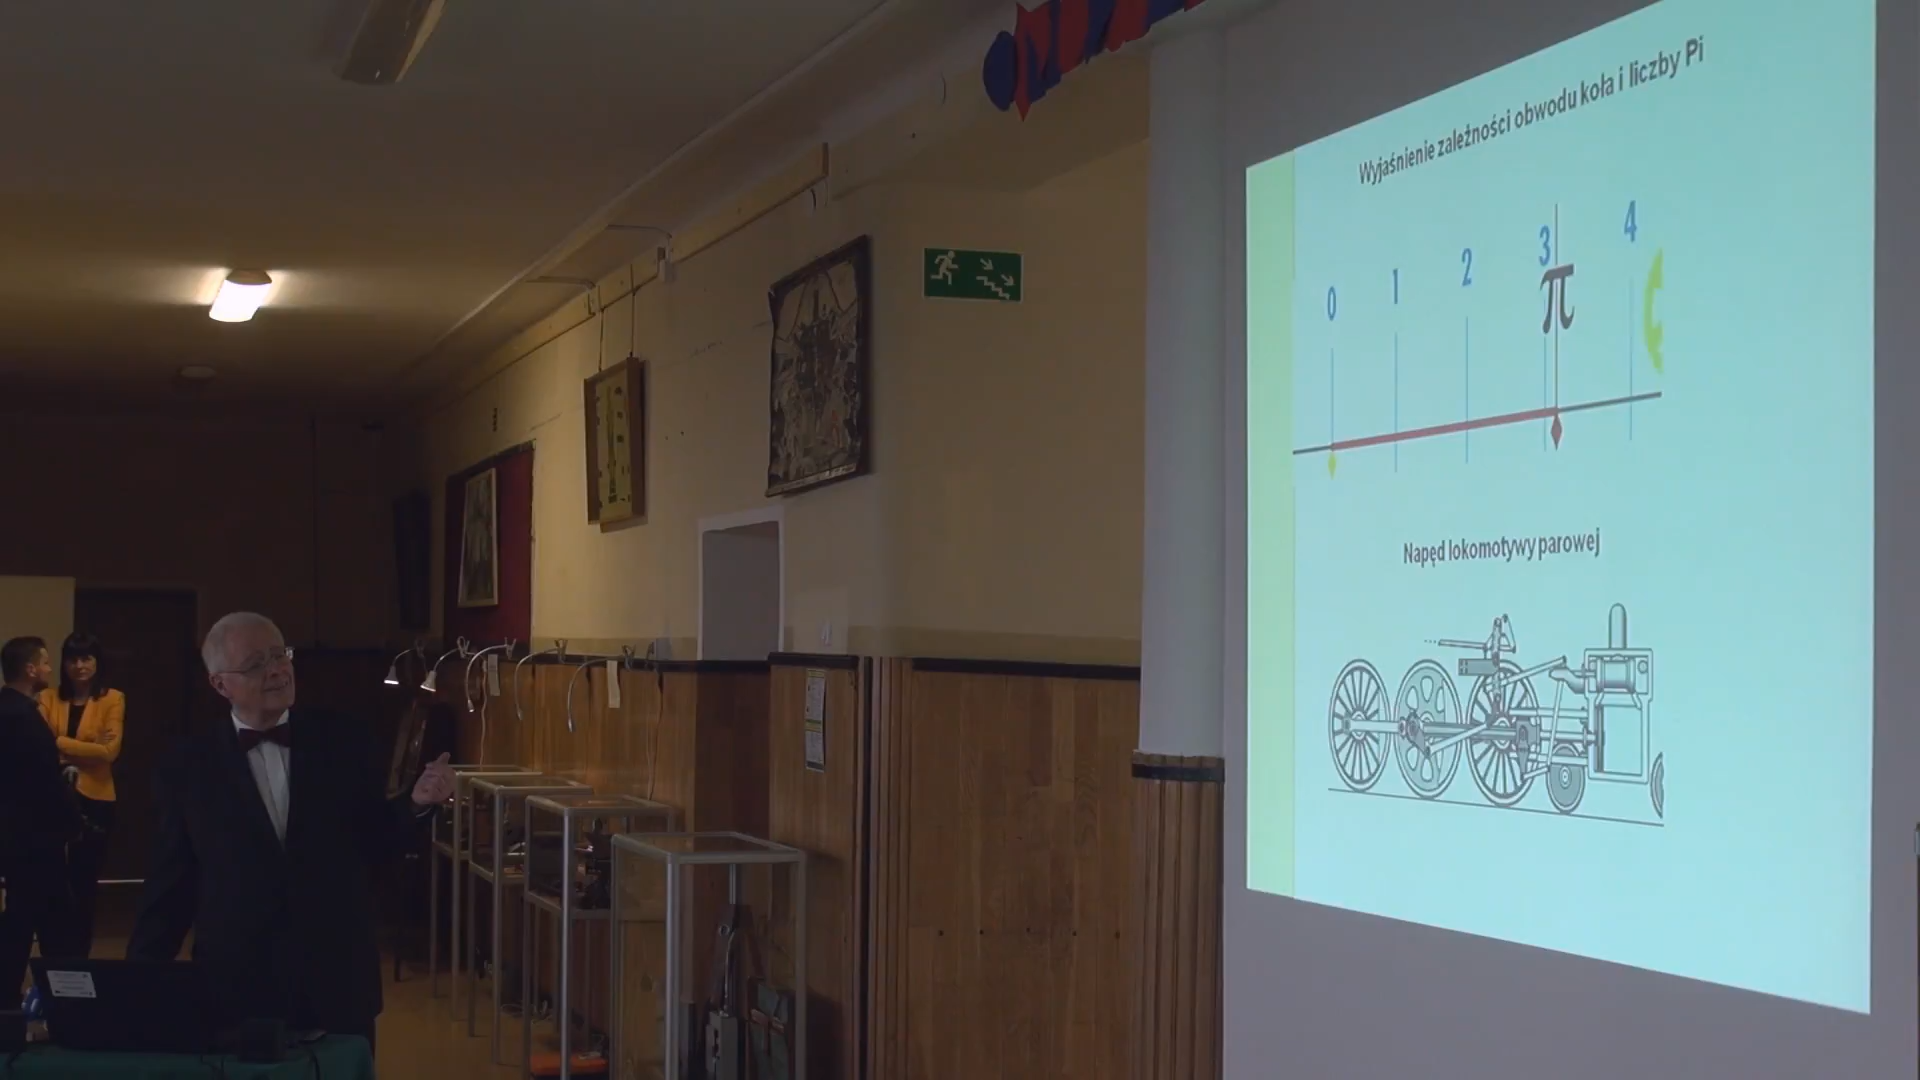 Wyjaśnienie zależności obwodu koła i liczby Pi
0 1 2 3 4
π
Napęd lokomotywy parowej